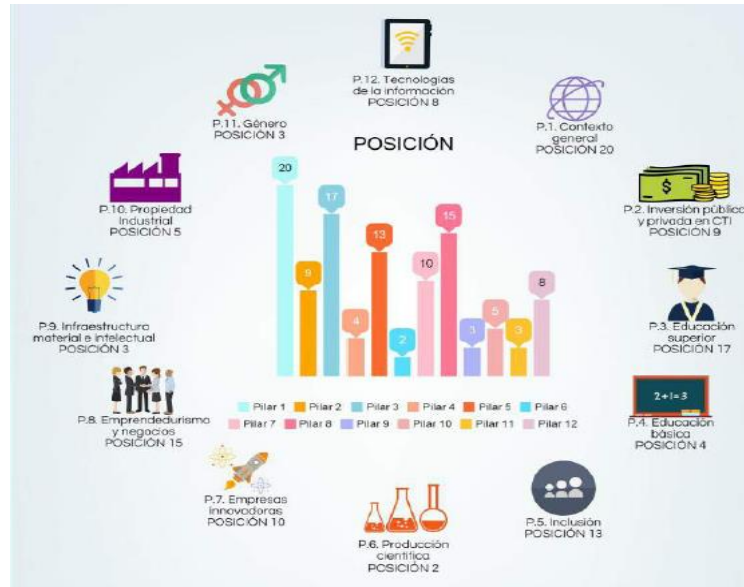 P.12. Tecnologías
de la información
POSICIÓN 8
P.11. Género
POSICIÓN 3
P.1. Contexto
general
POSICIÓN 20
POSICIÓN
P.10. Propiedad
Industrial
POSICIÓN 5
P.2. Inversión pública
y privada en CTI
POSICIÓN 9
P.9. Infraestructura
material e intelectual
POSICIÓN 3
P.3. Educación
superior
POSICIÓN 17
20
9
17
4
13
2
10
15
3
5
3
8
Pilar 1 Pilar 2 Pilar 3 Pilar 4 Pilar 5 Pilar 6
Pilar 7 Pilar 8 Pilar 9 Pilar 10 Pilar 11 Pilar 12
P.8. Emprendedurismo
y negocios
POSICIÓN 15
2+1=3
P.4. Educación
básica
POSICIÓN 4
P.7. Empresas
innovadoras
POSICIÓN 10
P.6. Producción
científica
POSICIÓN 2
P.5. Inclusión
POSICIÓN 13